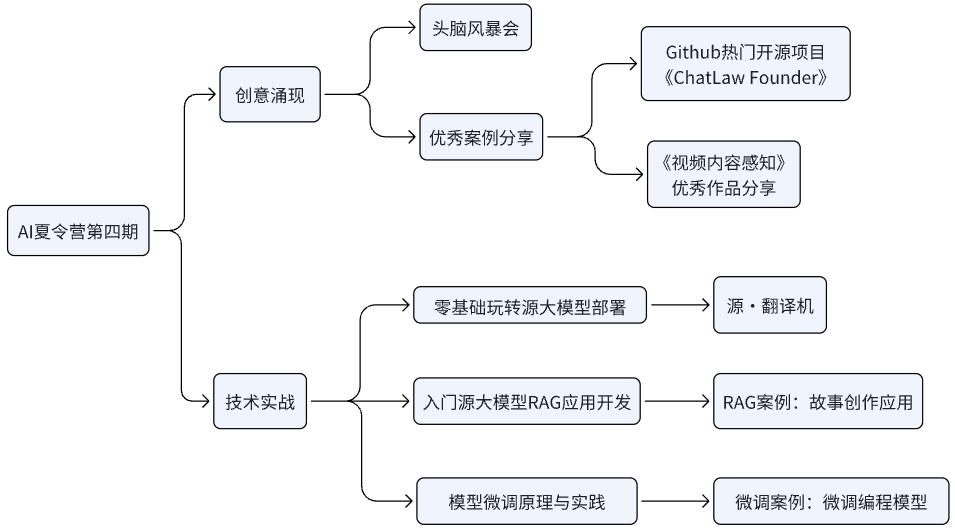 AI夏令营第四期
创意涌现
头脑风暴会
优秀案例分享
Github热门开源项目
《ChatLaw Founder》
《视频内容感知》
优秀作品分享
技术实战
零基础玩转源大模型部署
源·翻译机
入门源大模型RAG应用开发
RAG案例：故事创作应用
模型微调原理与实践
微调案例：微调编程模型